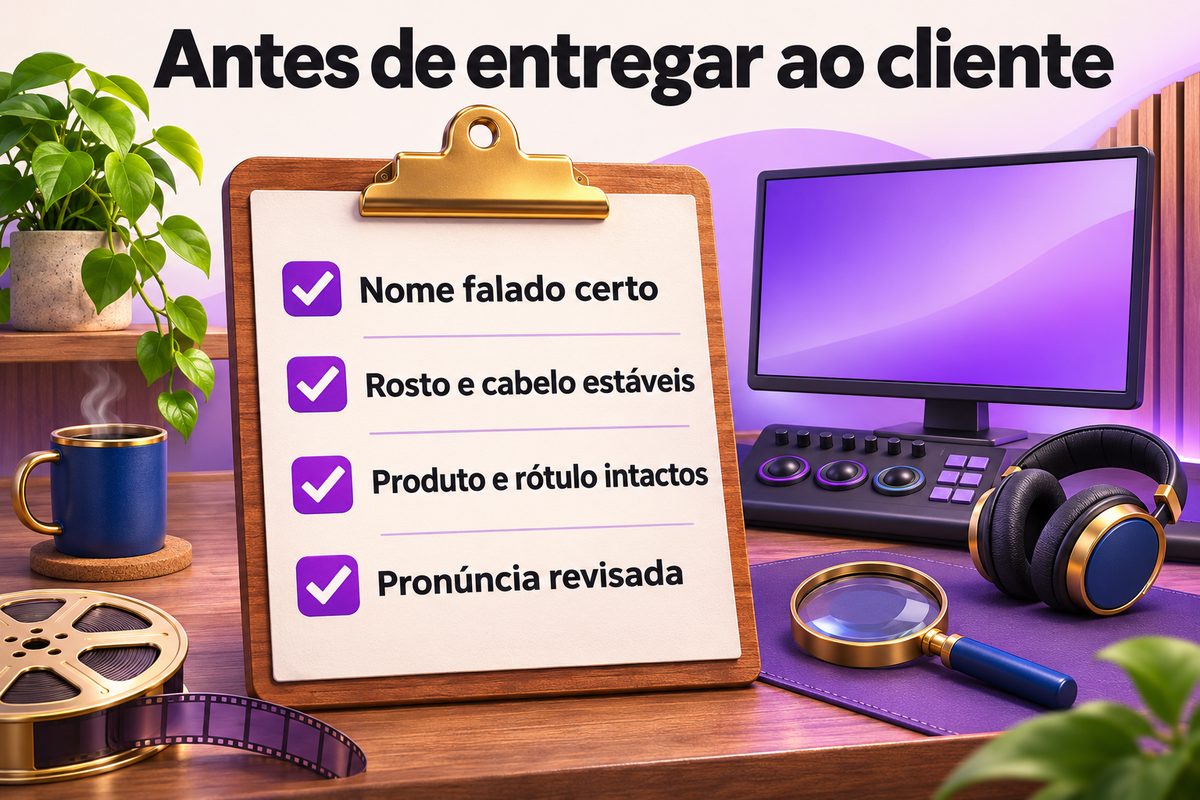 Antes de entregar ao cliente
Nome falado certo
Rosto e cabelo estáveis
Produto e rótulo intactos
Pronúncia revisada